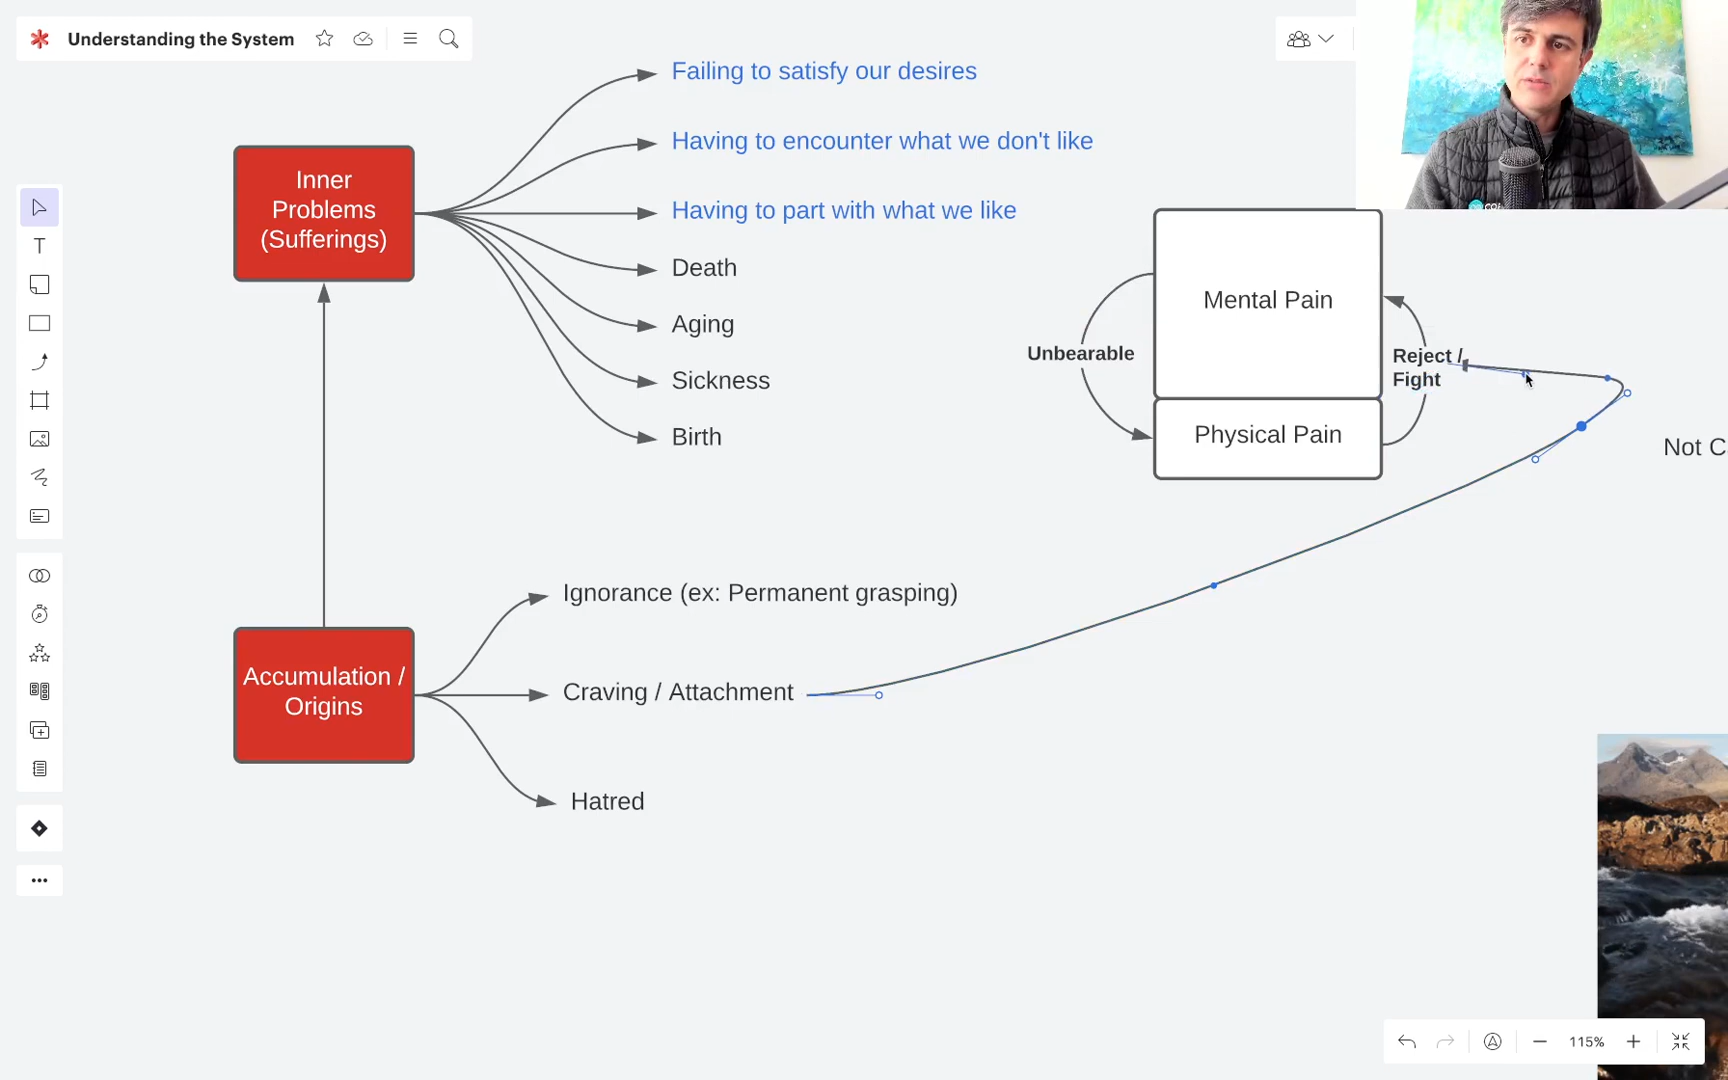 Understanding the System
Failing to satisfy our desires
Having to encounter what we don't like
Having to part with what we like
Death
Aging
Sickness
Birth
Inner
Problems
(Sufferings)
Mental Pain
Physical Pain
Unbearable
Reject /
Fight
Not
Ignorance (ex: Permanent grasping)
Craving / Attachment
Hatred
Accumulation /
Origins
T
115%